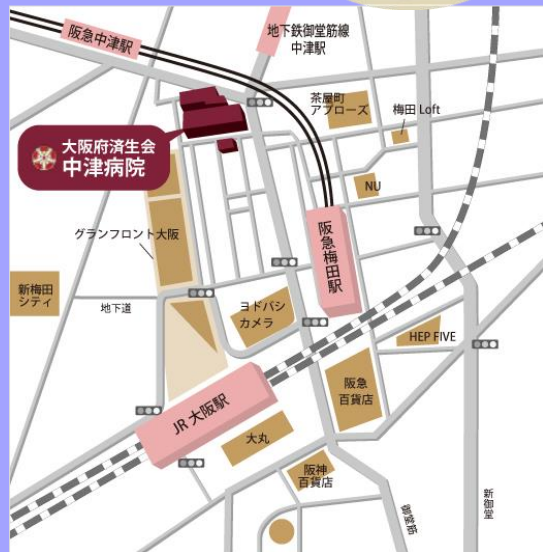 阪急中津駅
地下鉄御堂筋線
中津駅
茶屋町
アプローズ
梅田 Loft
大阪府済生会
中津病院
NU
グランフロント大阪
阪急梅田駅
新梅田
シティ
地下道
ヨドバシ
カメラ
HEP FIVE
阪急
百貨店
JR 大阪駅
大丸
阪神
百貨店
御堂筋
新御堂